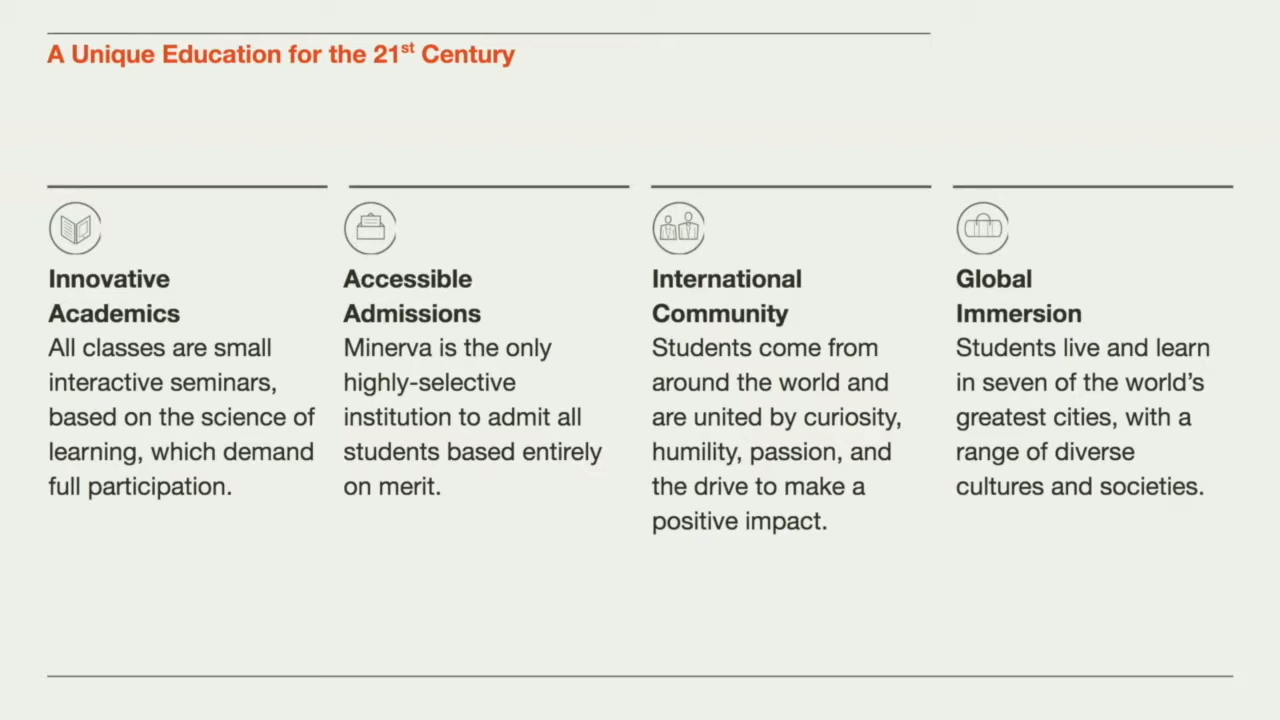 A Unique Education for the 21st Century
Innovative
Academics
All classes are small
interactive seminars,
based on the science of
learning, which demand
full participation.
Accessible
Admissions
Minerva is the only
highly-selective
institution to admit all
students based entirely
on merit.
International
Community
Students come from
around the world and
are united by curiosity,
humility, passion, and
the drive to make a
positive impact.
Global
Immersion
Students live and learn
in seven of the world’s
greatest cities, with a
range of diverse
cultures and societies.